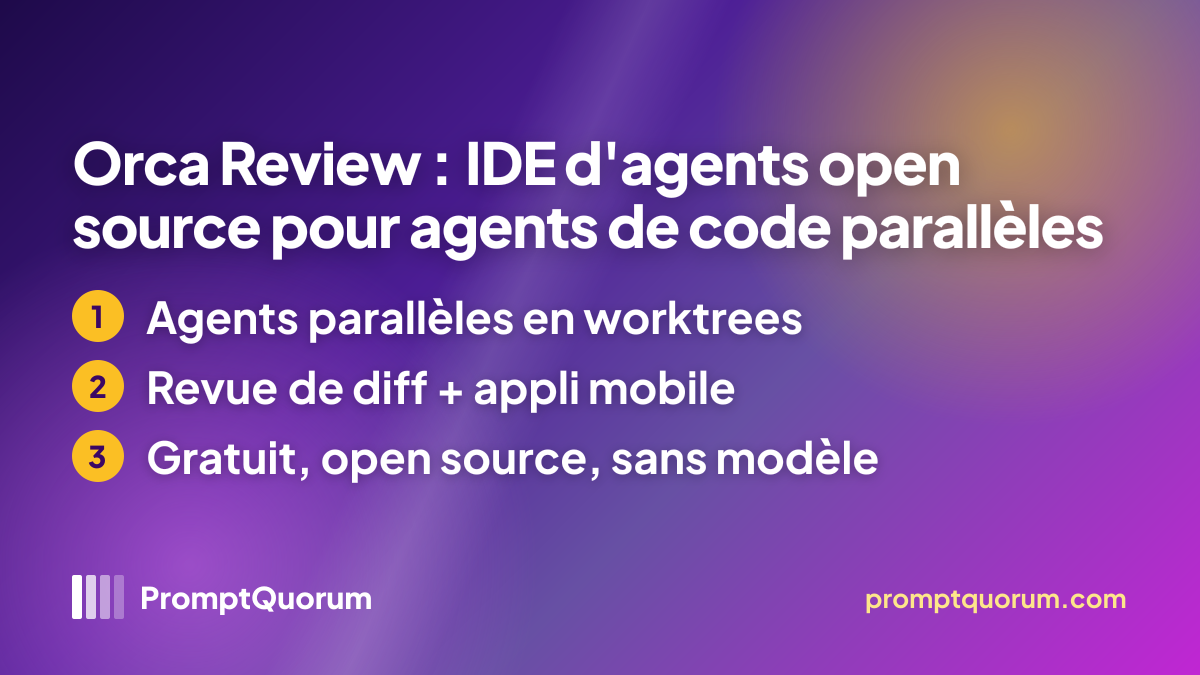 Orca Review : IDE d'agents open
source pour agents de code parallèles
1 Agents parallèles en worktrees
2 Revue de diff + appli mobile
3 Gratuit, open source, sans modèle
PromptQuorum
promptquorum.com